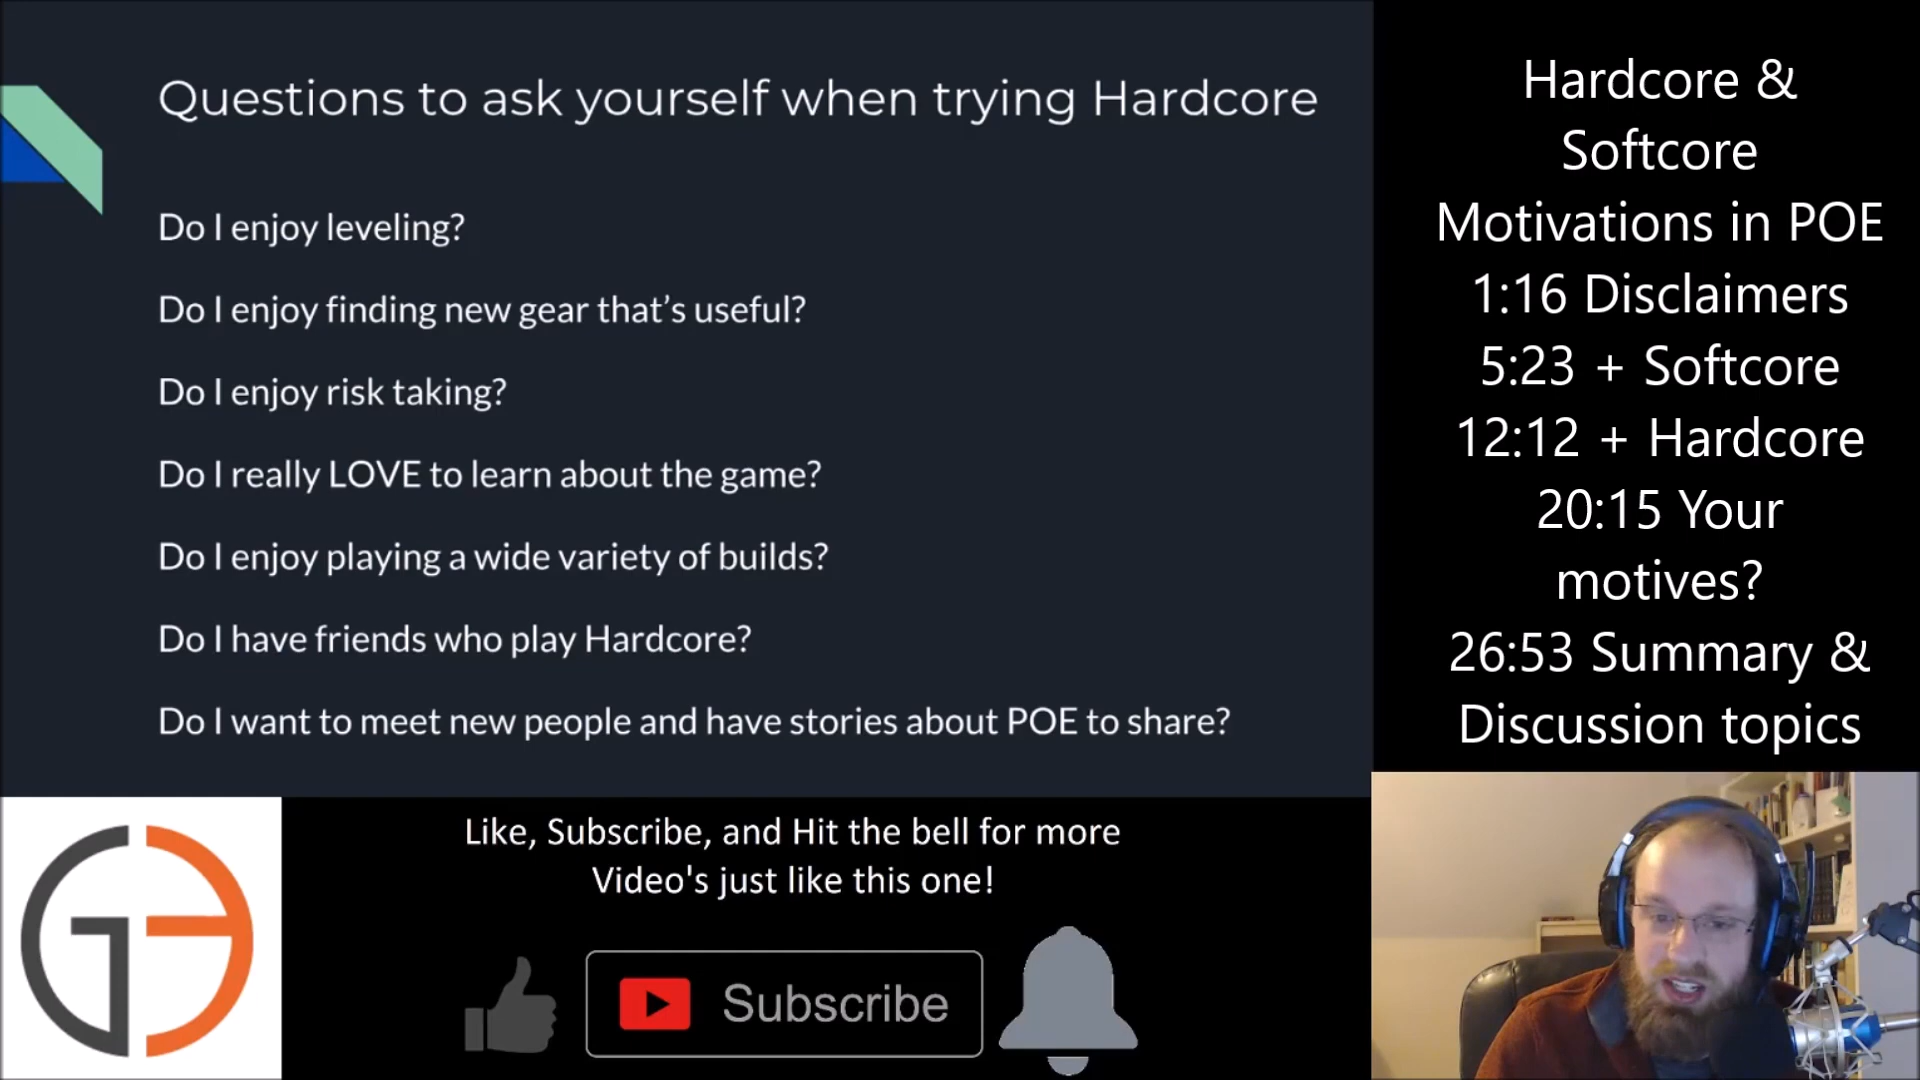 Questions to ask yourself when trying Hardcore
Do I enjoy leveling?
Do I enjoy finding new gear that's useful?
Do I enjoy risk taking?
Do I really LOVE to learn about the game?
Do I enjoy playing a wide variety of builds?
Do I have friends who play Hardcore?
Do I want to meet new people and have stories about POE to share?
Hardcore &
Softcore
Motivations in POE
1:16 Disclaimers
5:23 + Softcore
12:12 + Hardcore
20:15 Your
motives?
26:53 Summary &
Discussion topics
Like, Subscribe, and Hit the bell for more
Video's just like this one!
Subscribe